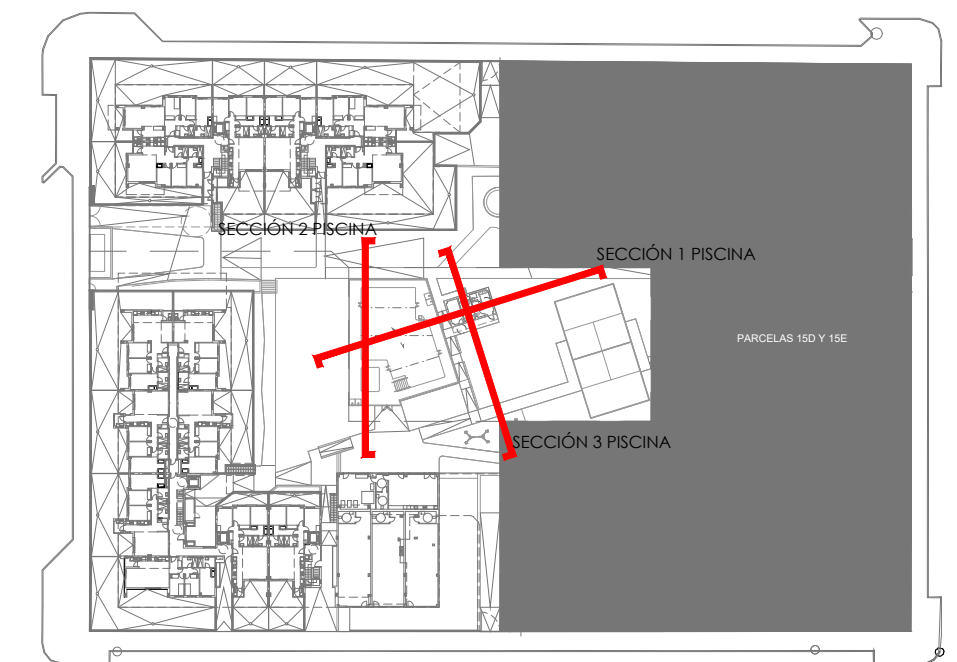 SECCIÓN 2 PISCINA
SECCIÓN 1 PISCINA
PARCELAS 15D Y 15E
SECCIÓN 3 PISCINA